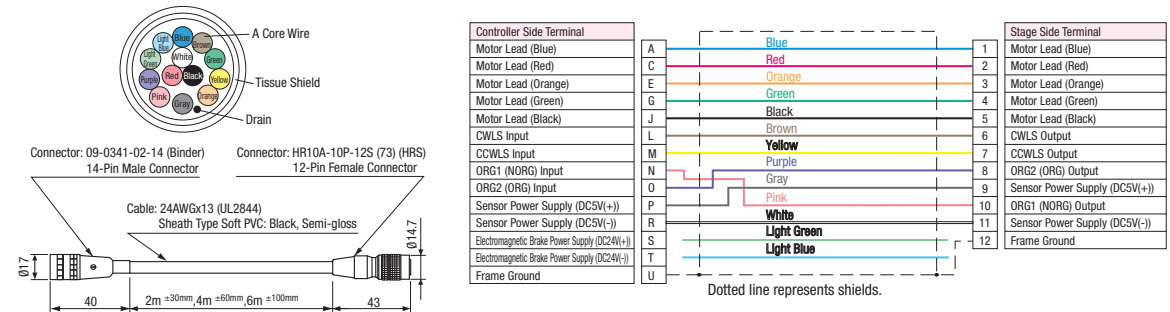 A Core Wire
Light Blue
Blue
Brown
Light Green
White
Green
Purple
Red
Black
Yellow
Tissue Shield
Pink
Gray
Orange
Drain
Connector: 09-0341-02-14 (Binder)
14-Pin Male Connector
Connector: HR10A-10P-12S (73) (HRS)
12-Pin Female Connector
Cable: 24AWGx13 (UL2844)
Sheath Type Soft PVC: Black, Semi-gloss
Ø17
Ø14.7
40
2m ±30mm,4m ±60mm,6m ±100mm
43
Controller Side Terminal
Motor Lead (Blue) A
Motor Lead (Red) C
Motor Lead (Orange) E
Motor Lead (Green) G
Motor Lead (Black) J
CWLS Input L
CCWLS Input M
ORG1 (NORG) Input N
ORG2 (ORG) Input O
Sensor Power Supply (DC5V(+)) P
Sensor Power Supply (DC5V(-)) R
Electromagnetic Brake Power Supply (DC24V(+)) S
Electromagnetic Brake Power Supply (DC24V(-)) T
Frame Ground U
Blue
Red
Orange
Green
Black
Brown
Yellow
Purple
Gray
Pink
White
Light Green
Light Blue
Dotted line represents shields.
Stage Side Terminal
1 Motor Lead (Blue)
2 Motor Lead (Red)
3 Motor Lead (Orange)
4 Motor Lead (Green)
5 Motor Lead (Black)
6 CWLS Output
7 CCWLS Output
8 ORG2 (ORG) Output
9 Sensor Power Supply (DC5V(+))
10 ORG1 (NORG) Output
11 Sensor Power Supply (DC5V(-))
12 Frame Ground